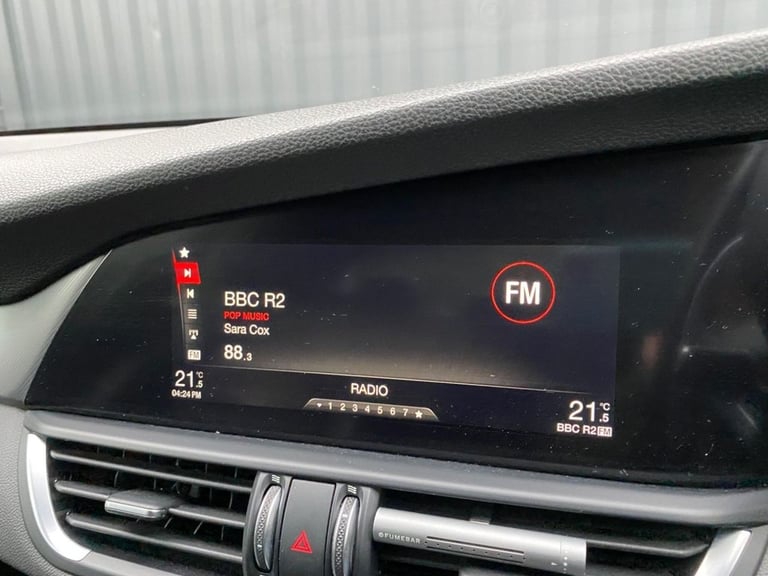 BBC R2
POP MUSIC
Sara Cox
88.3
FM
FM
21.5 °C
04:24 PM
RADIO
1 2 3 4 5 6 7
21.5 °C
BBC R2 FM
FUMEBAR